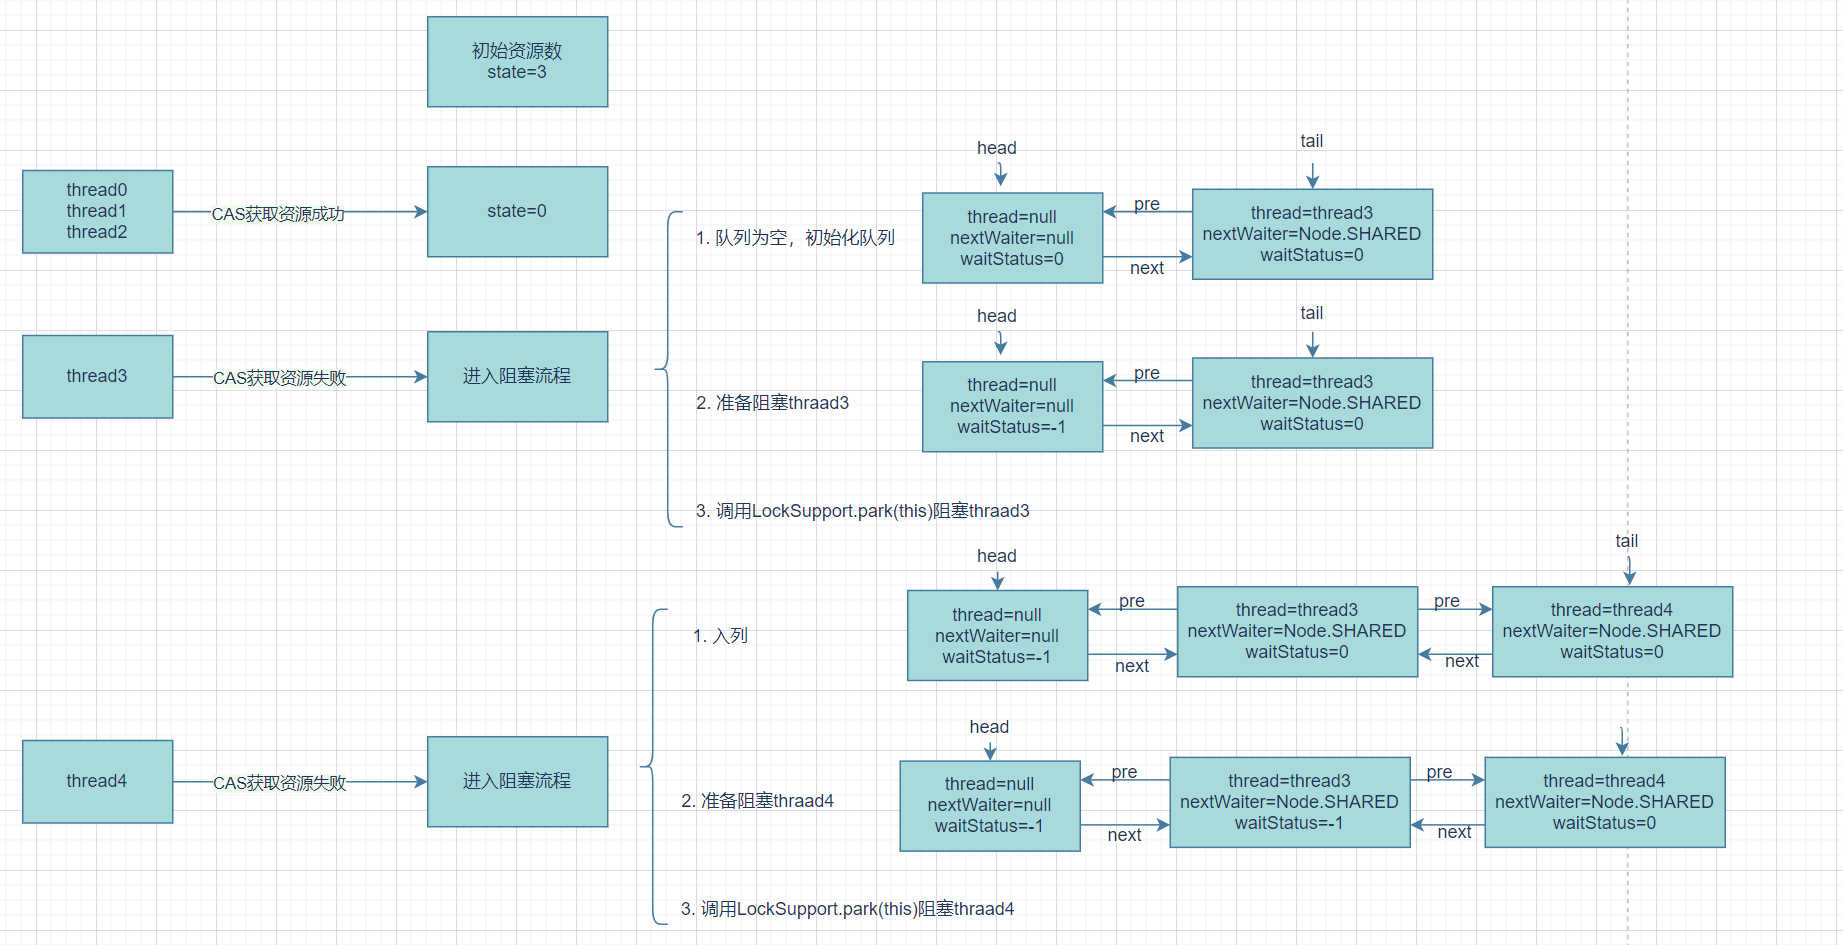 初始资源数
state=3
thread0
thread1
thread2
CAS获取资源成功
state=0
1. 队列为空，初始化队列
head
thread=null
nextWaiter=null
waitStatus=0
pre
next
tail
thread=thread3
nextWaiter=Node.SHARED
waitStatus=0
thread3
CAS获取资源失败
进入阻塞流程
2. 准备阻塞thraad3
head
thread=null
nextWaiter=null
waitStatus=-1
pre
next
tail
thread=thread3
nextWaiter=Node.SHARED
waitStatus=0
3. 调用LockSupport.park(this)阻塞thraad3
thread4
CAS获取资源失败
进入阻塞流程
1. 入列
head
thread=null
nextWaiter=null
waitStatus=-1
pre
next
thread=thread3
nextWaiter=Node.SHARED
waitStatus=0
pre
next
tail
thread=thread4
nextWaiter=Node.SHARED
waitStatus=0
2. 准备阻塞thraad4
head
thread=null
nextWaiter=null
waitStatus=-1
pre
next
thread=thread3
nextWaiter=Node.SHARED
waitStatus=-1
pre
next
thread=thread4
nextWaiter=Node.SHARED
waitStatus=0
3. 调用LockSupport.park(this)阻塞thraad4